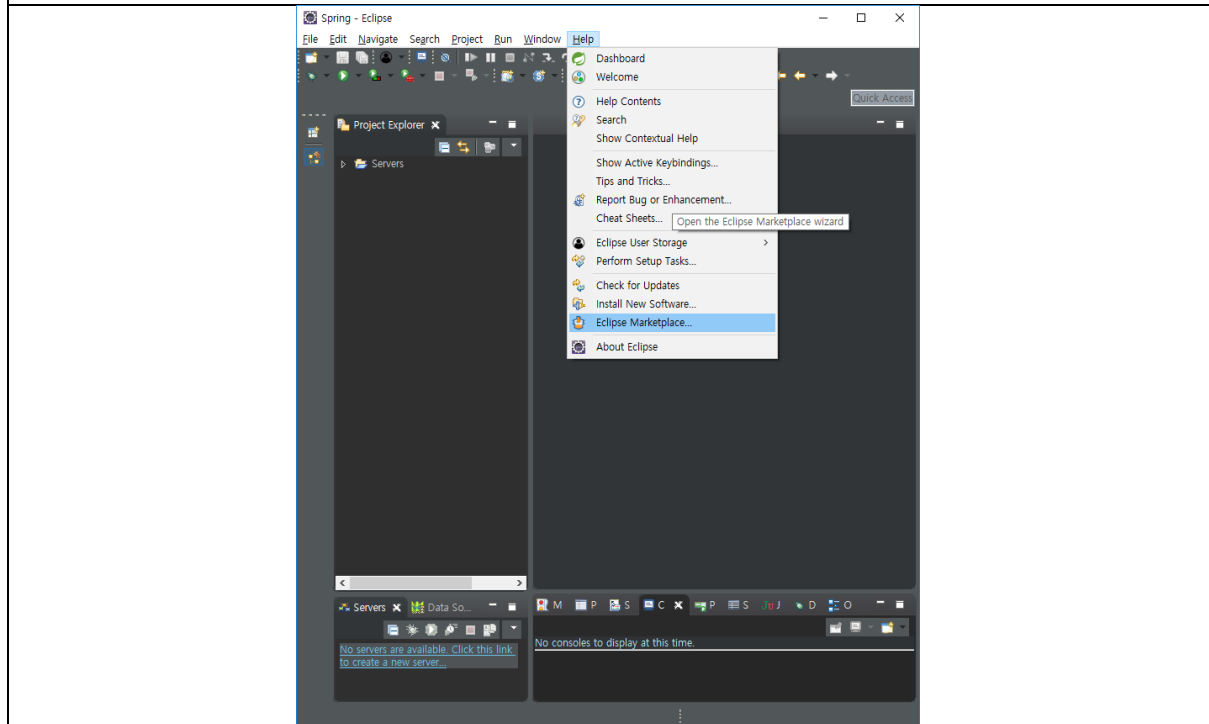 Spring - Eclipse
File Edit Navigate Search Project Run Window Help
Dashboard
Welcome
Quick Access
Help Contents
Search
Show Contextual Help
Project Explorer
Servers
Show Active Keybindings...
Tips and Tricks...
Report Bug or Enhancement...
Cheat Sheets...
Open the Eclipse Marketplace wizard
Eclipse User Storage
Perform Setup Tasks...
Check for Updates
Install New Software...
Eclipse Marketplace...
About Eclipse
Servers Data So...
M P S C P S J D O
No servers are available. Click this link
to create a new server...
No consoles to display at this time.